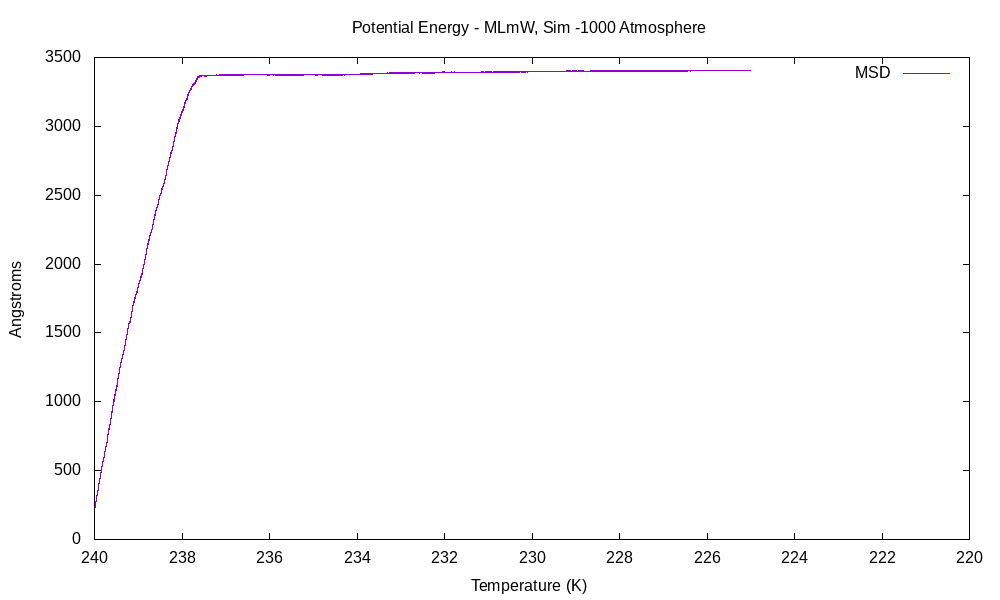 Potential Energy - MLmW, Sim -1000 Atmosphere
MSD
3500
3000
2500
2000
1500
1000
500
0
Angstroms
240 238 236 234 232 230 228 226 224 222 220
Temperature (K)